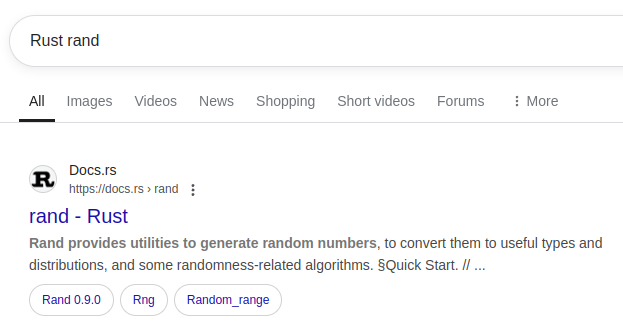 Rust rand
All Images Videos News Shopping Short videos Forums More
Docs.rs
https://docs.rs › rand
rand - Rust
Rand provides utilities to generate random numbers, to convert them to useful types and
distributions, and some randomness-related algorithms. §Quick Start. // ...
Rand 0.9.0 Rng Random_range